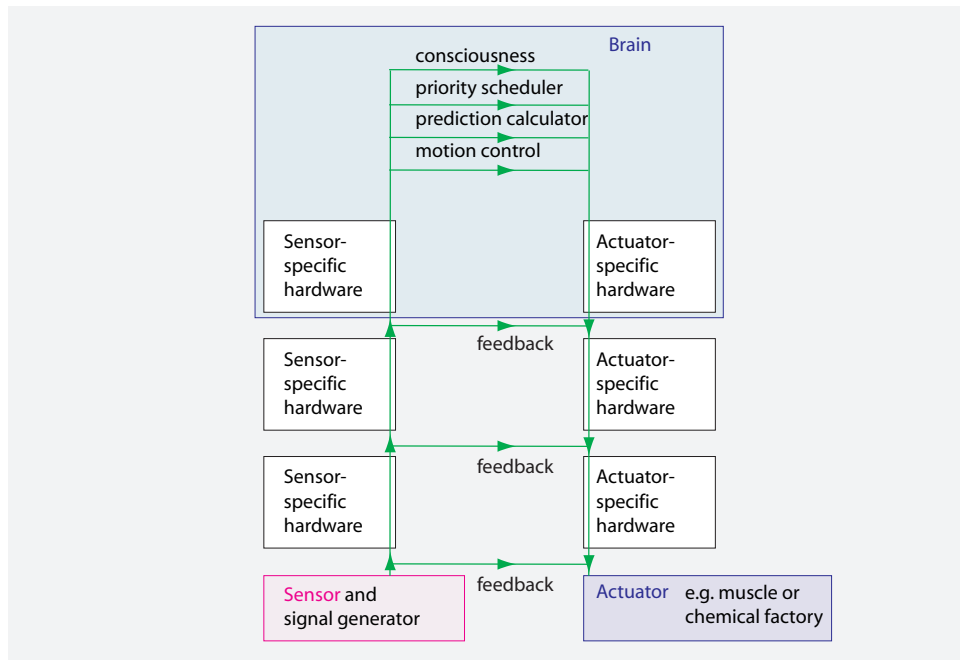 Brain
consciousness
priority scheduler
prediction calculator
motion control
Sensor-
specific
hardware
Actuator-
specific
hardware
feedback
Sensor-
specific
hardware
Actuator-
specific
hardware
feedback
Sensor-
specific
hardware
Actuator-
specific
hardware
feedback
Sensor and
signal generator
Actuator e.g. muscle or
chemical factory